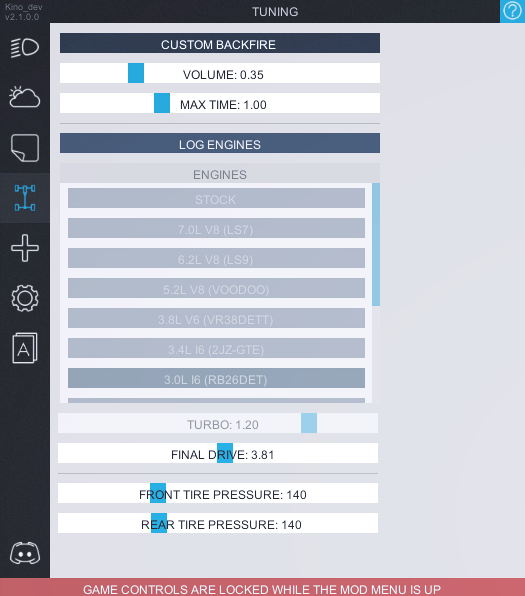 Kino_dev
v2.1.0.0
TUNING
?
CUSTOM BACKFIRE
VOLUME: 0.35
MAX TIME: 1.00
LOG ENGINES
ENGINES
STOCK
7.0L V8 (LS7)
6.2L V8 (LS9)
5.2L V8 (VOODOO)
3.8L V6 (VR38DETT)
3.4L I6 (2JZ-GTE)
3.0L I6 (RB26DET)
A
TURBO: 1.20
FINAL DRIVE: 3.81
FRONT TIRE PRESSURE: 140
REAR TIRE PRESSURE: 140
GAME CONTROLS ARE LOCKED WHILE THE MOD MENU IS UP